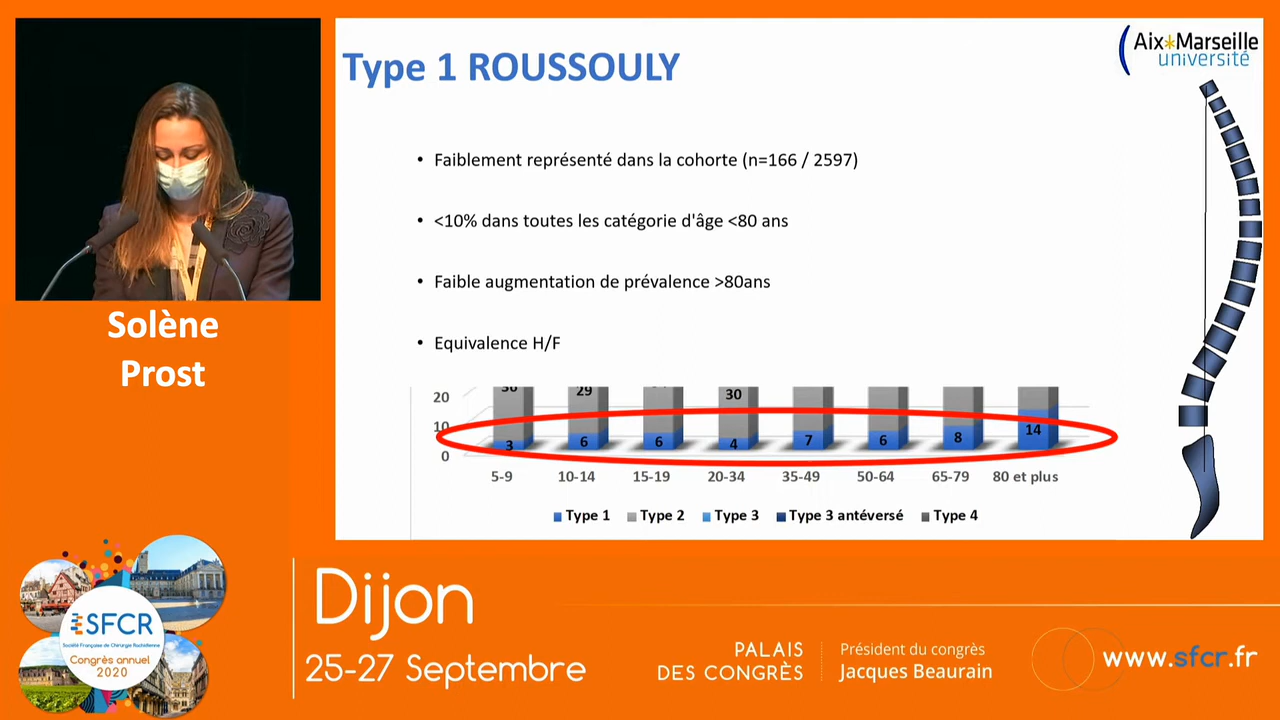 Type 1 ROUSSOULY
Aix*Marseille
université
• Faiblement représenté dans la cohorte (n=166 / 2597)
• <10% dans toutes les catégorie d'âge <80 ans
• Faible augmentation de prévalence >80ans
• Equivalence H/F
20
10
0
30
29
30
3
6
6
4
7
6
8
14
5-9
10-14
15-19
20-34
35-49
50-64
65-79
80 et plus
Type 1
Type 2
Type 3
Type 3 antéversé
Type 4
Solène
Prost
SFCR
Société Française de Chirurgie Rachidienne
Congrès annuel
2020
Dijon
25-27 Septembre
PALAIS
DES CONGRÈS
Président du congrès
Jacques Beaurain
www.sfcr.fr